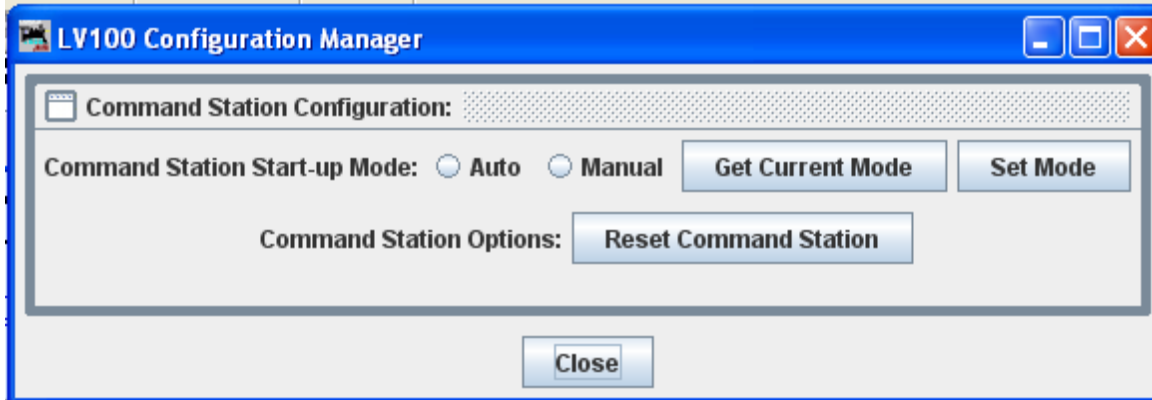 LV100 Configuration Manager
Command Station Configuration:
Command Station Start-up Mode: Auto Manual Get Current Mode Set Mode
Command Station Options: Reset Command Station
Close